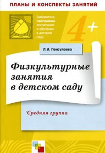 ПЛАНЫ И КОНСПЕКТЫ ЗАНЯТИЙ
4+
Л. И. Пензулаева
Физкультурные
занятия
в детском саду
Средняя группа